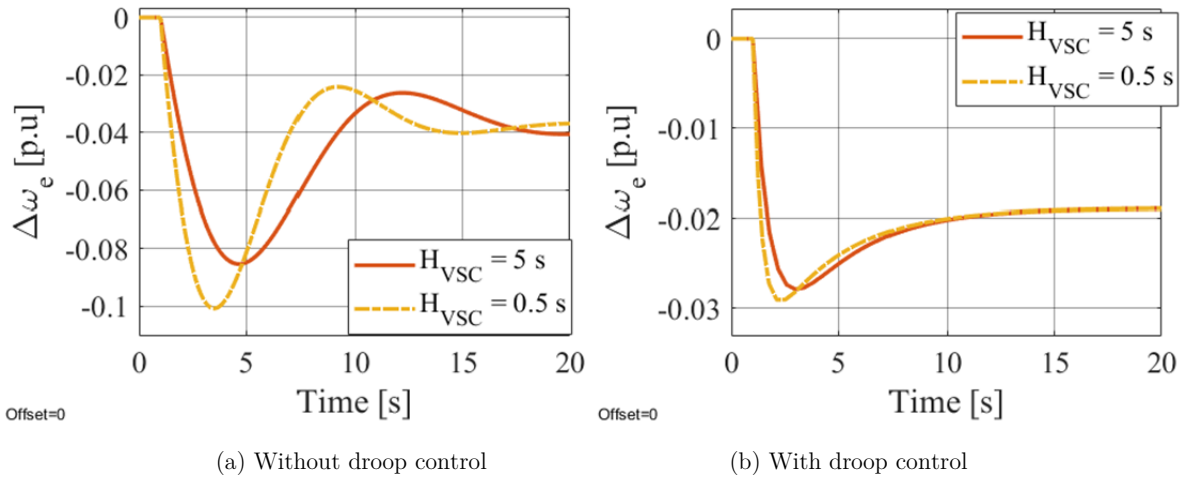 0
-0.02
-0.04
-0.06
-0.08
-0.1
Δωe [p.u]
H_VSC = 5 s
H_VSC = 0.5 s
0 5 10 15 20
Time [s]
Offset=0
(a) Without droop control
0
-0.01
-0.02
-0.03
Δωe [p.u]
H_VSC = 5 s
H_VSC = 0.5 s
0 5 10 15 20
Time [s]
Offset=0
(b) With droop control